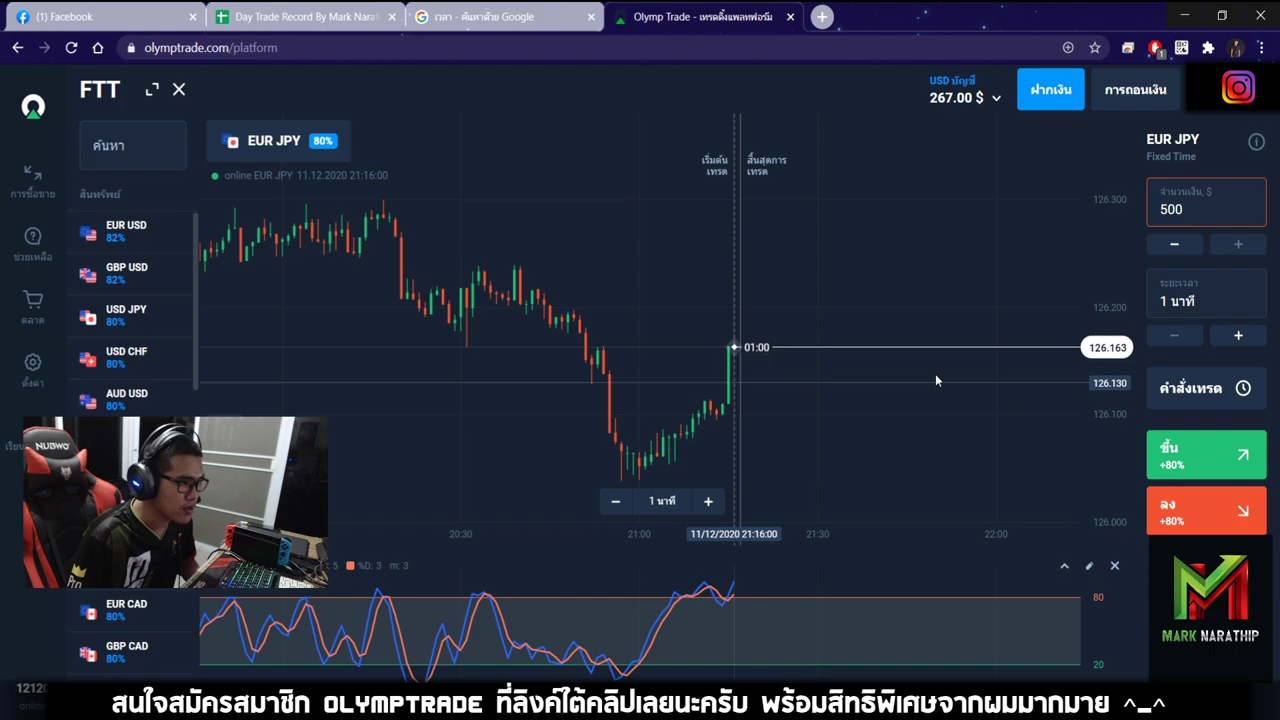 (1) Facebook
Day Trade Record By Mark Narat
เวลา - ค้นหาด้วย Google
Olymp Trade - เทรดดิ้งแพลทฟอร์ม
olymptrade.com/platform
1
FTT
USD บัญชี
267.00 $
ฝากเงิน
การถอนเงิน
ค้นหา
EUR JPY 80%
EUR JPY
Fixed Time
เริ่มต้น
เทรด
สิ้นสุดการ
เทรด
online EUR JPY 11.12.2020 21:16:00
การซื้อขาย
สินทรัพย์
จำนวนเงิน, $
500
126.300
EUR USD
82%
ช่วยเหลือ
GBP USD
82%
ระยะเวลา
1 นาที
126.200
ตลาด
USD JPY
80%
01:00
126.163
USD CHF
80%
ตั้งค่า
126.130
คำสั่งเทรด
AUD USD
80%
126.100
เรียน
ขึ้น
+80%
ลง
+80%
NUBWO
Pro
1 นาที
126.000
20:30
21:00
11/12/2020 21:16:00
21:30
22:00
5 %D: 3 m: 3
EUR CAD
80%
80
GBP CAD
80%
20
MARK NARATHIP
1212
online
สนใจสมัครสมาชิก OLYMPTRADE ที่ลิงค์ใต้คลิปเลยนะครับ พร้อมสิทธิพิเศษจากผมมากมาย ^_^